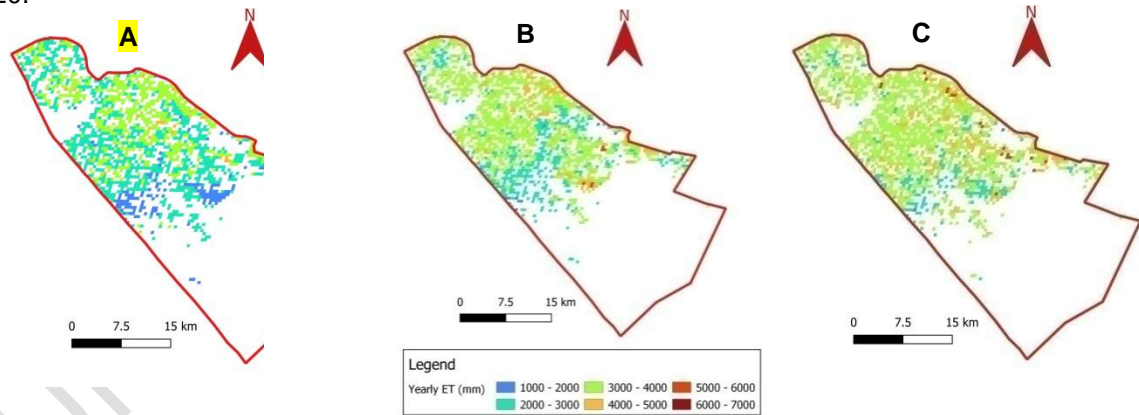 A
B
C
N
N
N
0 7.5 15 km
0 7.5 15 km
0 7.5 15 km
Legend
Yearly ET (mm)
1000 - 2000
3000 - 4000
5000 - 6000
2000 - 3000
4000 - 5000
6000 - 7000